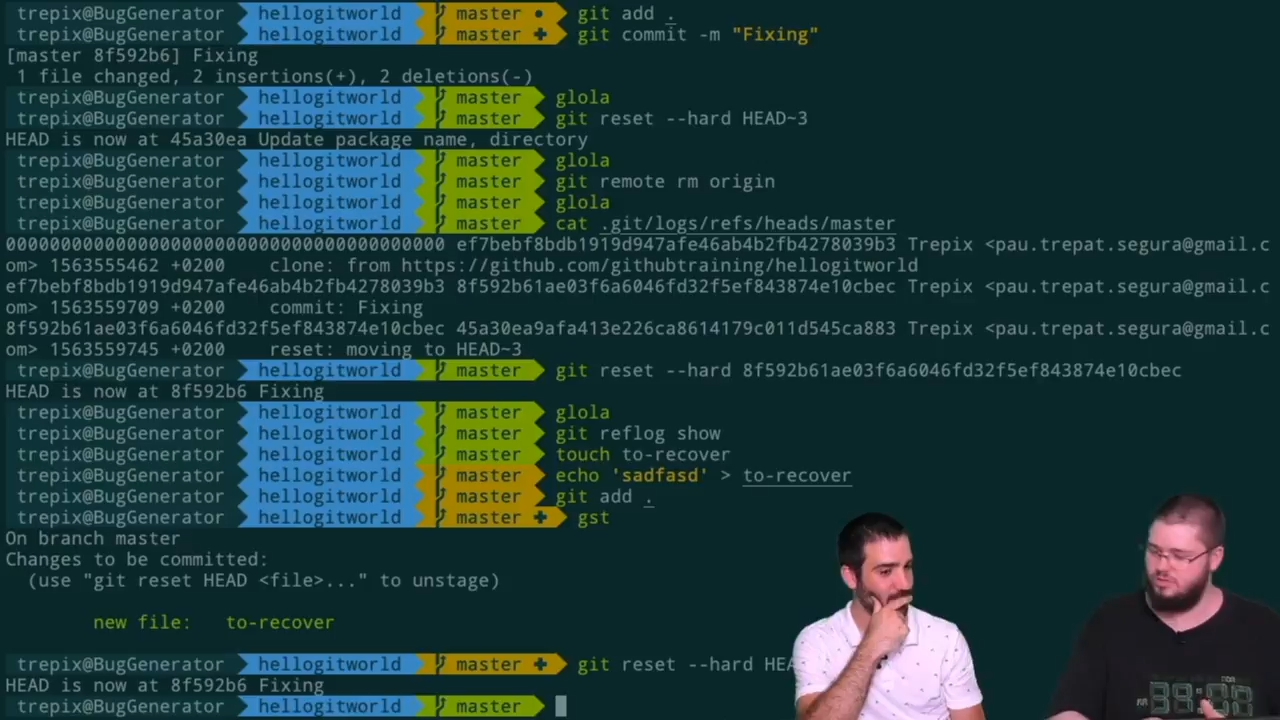 trepix@BugGenerator hellogitworld master • git add .
trepix@BugGenerator hellogitworld master ✚ git commit -m "Fixing"
[master 8f592b6] Fixing
 1 file changed, 2 insertions(+), 2 deletions(-)
trepix@BugGenerator hellogitworld master glola
trepix@BugGenerator hellogitworld master git reset --hard HEAD~3
HEAD is now at 45a30ea Update package name, directory
trepix@BugGenerator hellogitworld master glola
trepix@BugGenerator hellogitworld master git remote rm origin
trepix@BugGenerator hellogitworld master glola
trepix@BugGenerator hellogitworld master cat .git/logs/refs/heads/master
0000000000000000000000000000000000000000 ef7bebf8bdb1919d947afe46ab4b2fb4278039b3 Trepix <pau.trepat.segura@gmail.c
om> 1563555462 +0200    clone: from https://github.com/githubtraining/hellogitworld
ef7bebf8bdb1919d947afe46ab4b2fb4278039b3 8f592b61ae03f6a6046fd32f5ef843874e10cbec Trepix <pau.trepat.segura@gmail.c
om> 1563559709 +0200    commit: Fixing
8f592b61ae03f6a6046fd32f5ef843874e10cbec 45a30ea9afa413e226ca8614179c011d545ca883 Trepix <pau.trepat.segura@gmail.c
om> 1563559745 +0200    reset: moving to HEAD~3
trepix@BugGenerator hellogitworld master git reset --hard 8f592b61ae03f6a6046fd32f5ef843874e10cbec
HEAD is now at 8f592b6 Fixing
trepix@BugGenerator hellogitworld master glola
trepix@BugGenerator hellogitworld master git reflog show
trepix@BugGenerator hellogitworld master touch to-recover
trepix@BugGenerator hellogitworld master echo 'sadfasd' > to-recover
trepix@BugGenerator hellogitworld master git add .
trepix@BugGenerator hellogitworld master ✚ gst
On branch master
Changes to be committed:
  (use "git reset HEAD <file>..." to unstage)
new file:   to-recover
trepix@BugGenerator hellogitworld master ✚ git reset --hard HEA
HEAD is now at 8f592b6 Fixing
trepix@BugGenerator hellogitworld master